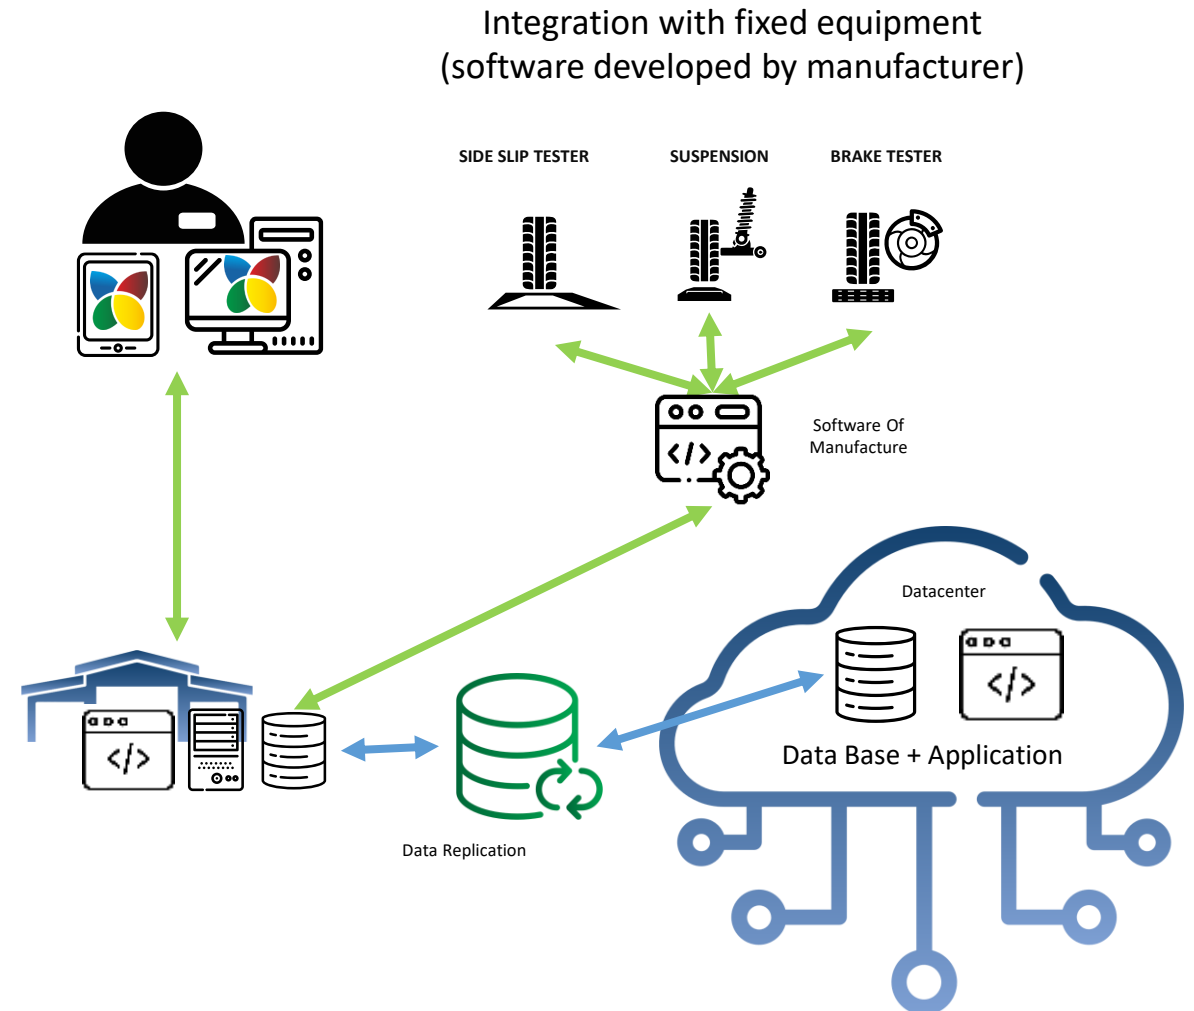 Integration with fixed equipment
(software developed by manufacturer)
SIDE SLIP TESTER
SUSPENSION
BRAKE TESTER
Software Of
Manufacture
Datacenter
</>
</>
</>
Data Base + Application
Data Replication